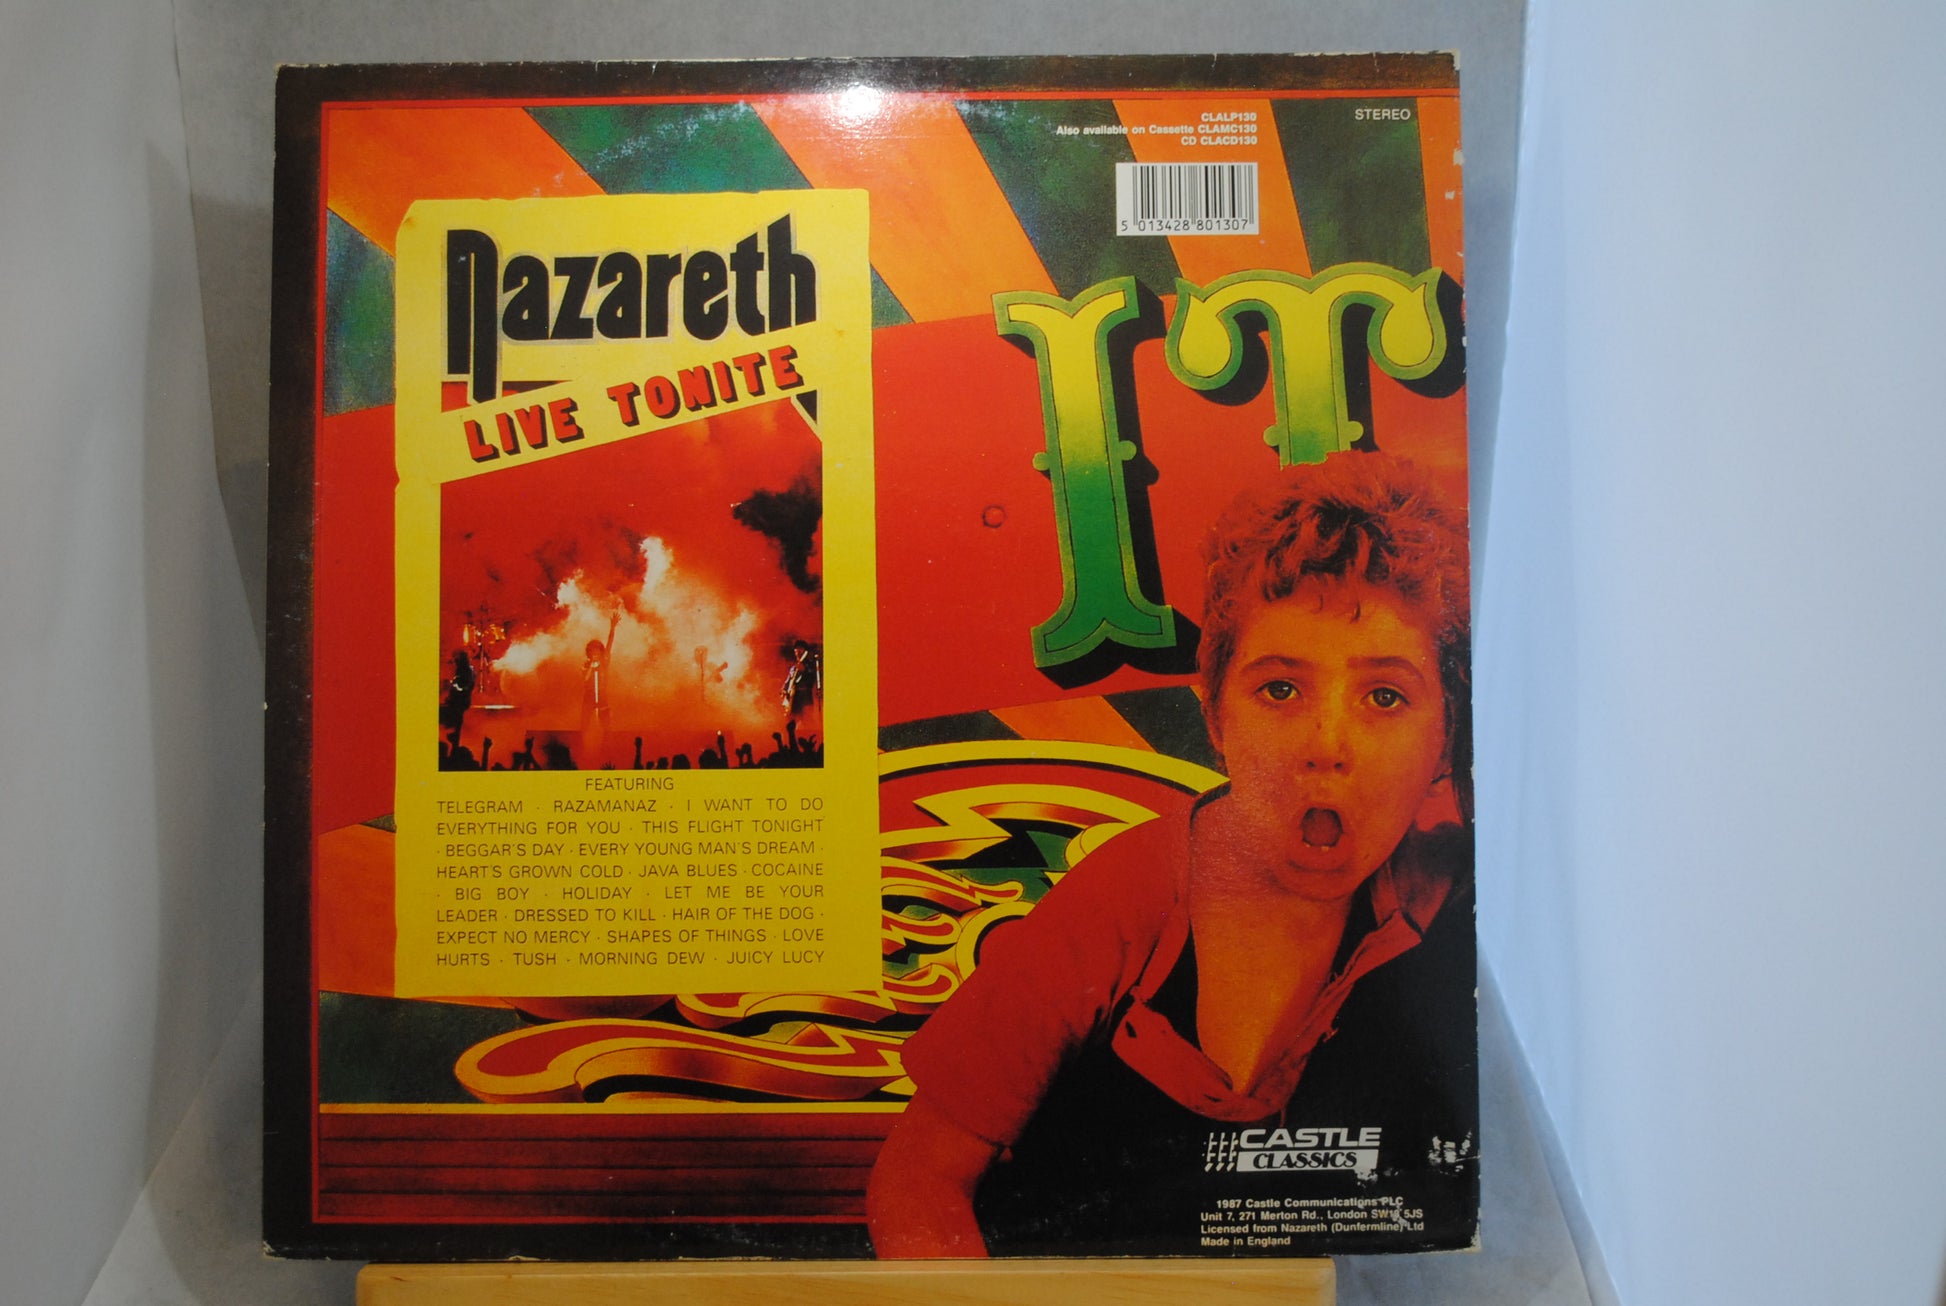 CLALP130
Also available on Cassette CLAMC130
CD CLACD130
STEREO
5 013428 801307
Nazareth
LIVE TONITE
IT
FEATURING
TELEGRAM · RAZAMANAZ · I WANT TO DO
EVERYTHING FOR YOU · THIS FLIGHT TONIGHT
· BEGGAR'S DAY · EVERY YOUNG MAN'S DREAM ·
HEART'S GROWN COLD · JAVA BLUES · COCAINE
· BIG BOY · HOLIDAY · LET ME BE YOUR
LEADER · DRESSED TO KILL · HAIR OF THE DOG ·
EXPECT NO MERCY · SHAPES OF THINGS · LOVE
HURTS · TUSH · MORNING DEW · JUICY LUCY
CASTLE
CLASSICS
1987 Castle Communications PLC
Unit 7, 271 Merton Rd., London 5JS
Licensed from Nazareth (Dunfermline) Ltd
Made in England